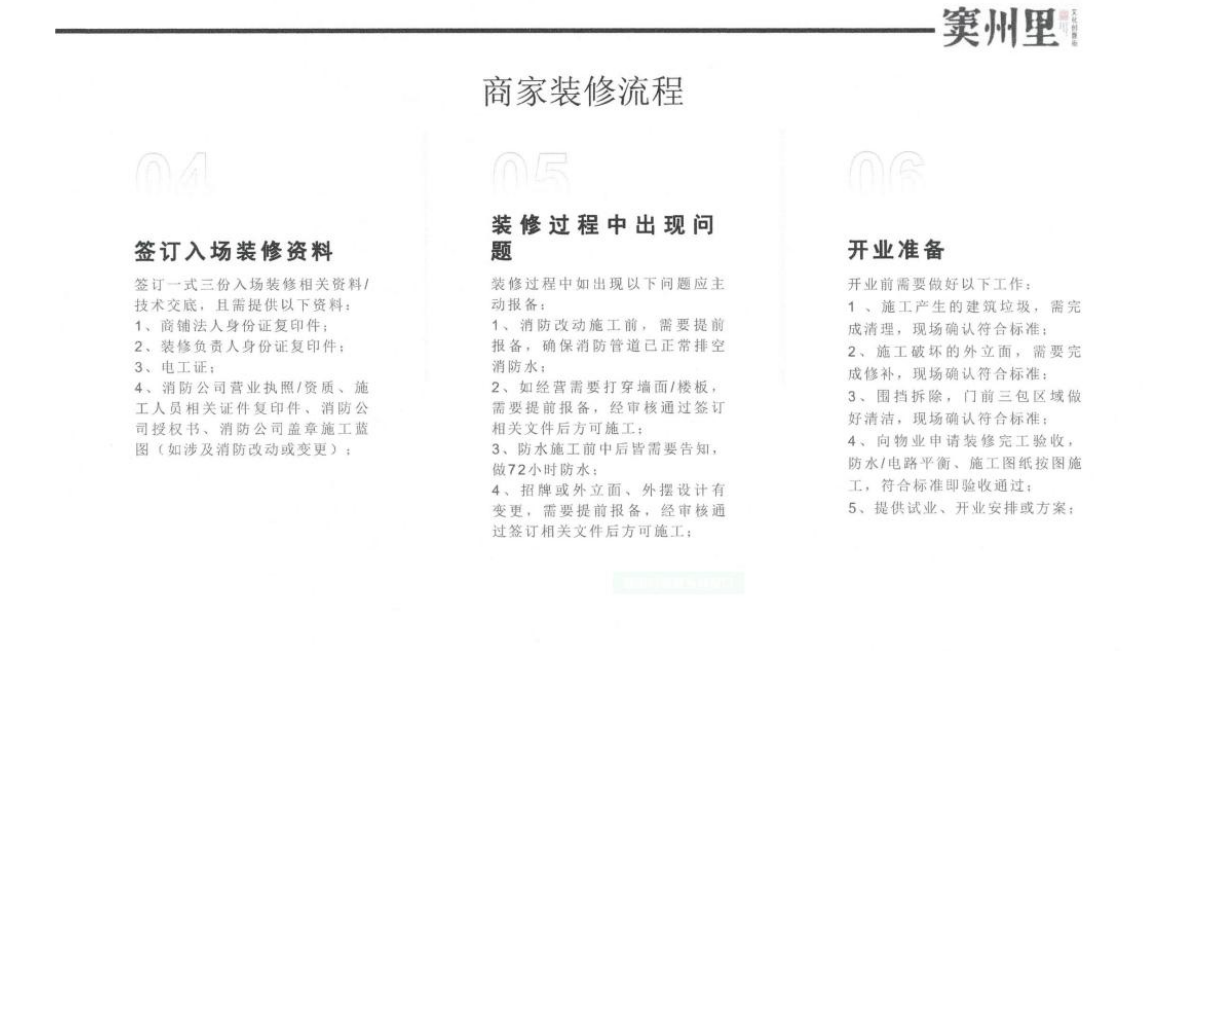 窦州里
商家装修流程
04
签订入场装修资料
签订一式三份入场装修相关资料/
技术交底，且需提供以下资料：
1、商铺法人身份证复印件；
2、装修负责人身份证复印件；
3、电工证；
4、消防公司营业执照/资质、施
工人员相关证件复印件、消防公
司授权书、消防公司盖章施工蓝
图（如涉及消防改动或变更）；
05
装修过程中出现问
题
装修过程中如出现以下问题应主
动报备：
1、消防改动施工前，需要提前
报备，确保消防管道已正常排空
消防水；
2、如经营需要打穿墙面/楼板，
需要提前报备，经审核通过签订
相关文件后方可施工；
3、防水施工前中后皆需要告知，
做72小时防水；
4、招牌或外立面、外摆设计有
变更，需要提前报备，经审核通
过签订相关文件后方可施工；
06
开业准备
开业前需要做好以下工作：
1 、施工产生的建筑垃圾，需完
成清理，现场确认符合标准；
2、施工破坏的外立面，需要完
成修补，现场确认符合标准；
3、围挡拆除，门前三包区域做
好清洁，现场确认符合标准；
4、向物业申请装修完工验收，
防水/电路平衡、施工图纸按图施
工，符合标准即验收通过；
5、提供试业、开业安排或方案；